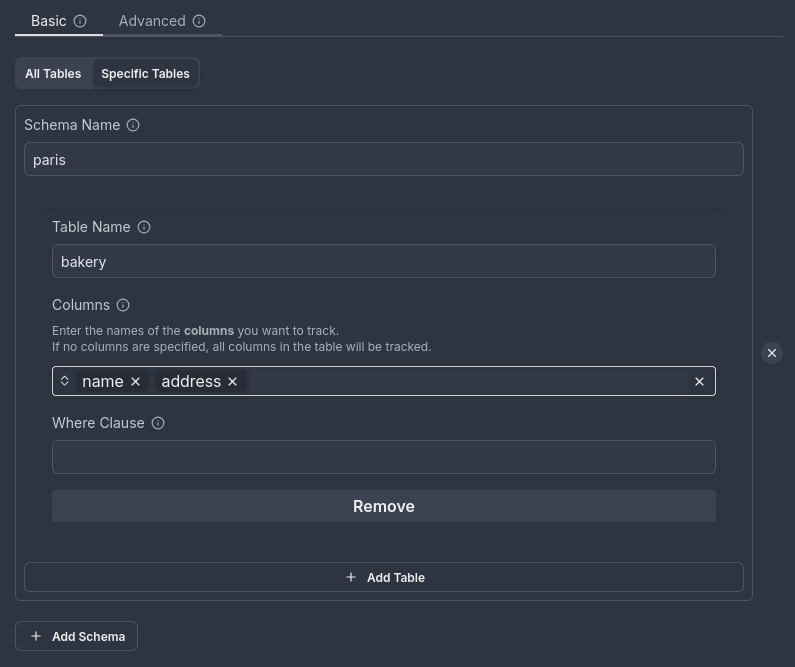 Basic
Advanced
All Tables
Specific Tables
Schema Name
paris
Table Name
bakery
Columns
Enter the names of the columns you want to track.
If no columns are specified, all columns in the table will be tracked.
name
address
Where Clause
Remove
Add Table
Add Schema